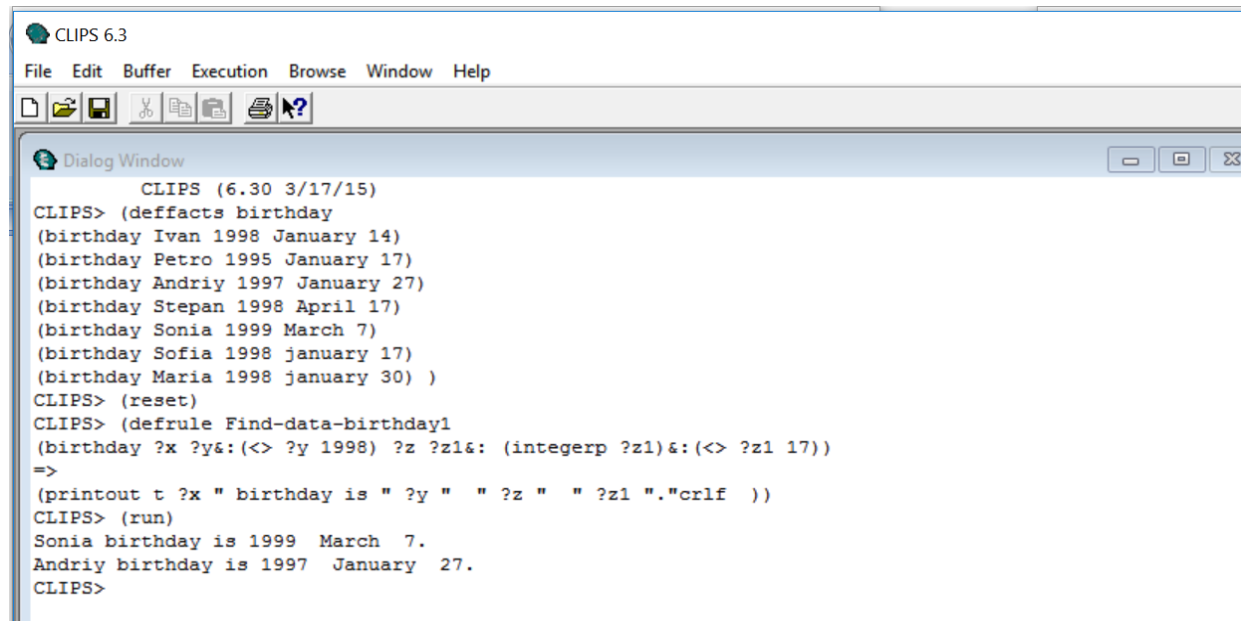 CLIPS 6.3
File Edit Buffer Execution Browse Window Help
Dialog Window
CLIPS (6.30 3/17/15)
CLIPS> (deffacts birthday
(birthday Ivan 1998 January 14)
(birthday Petro 1995 January 17)
(birthday Andriy 1997 January 27)
(birthday Stepan 1998 April 17)
(birthday Sonia 1999 March 7)
(birthday Sofia 1998 january 17)
(birthday Maria 1998 january 30) )
CLIPS> (reset)
CLIPS> (defrule Find-data-birthday1
(birthday ?x ?y&:(<> ?y 1998) ?z ?z1&: (integerp ?z1)&:(<> ?z1 17))
=>
(printout t ?x " birthday is " ?y "  " ?z "  " ?z1 "."crlf  ))
CLIPS> (run)
Sonia birthday is 1999  March  7.
Andriy birthday is 1997  January  27.
CLIPS>